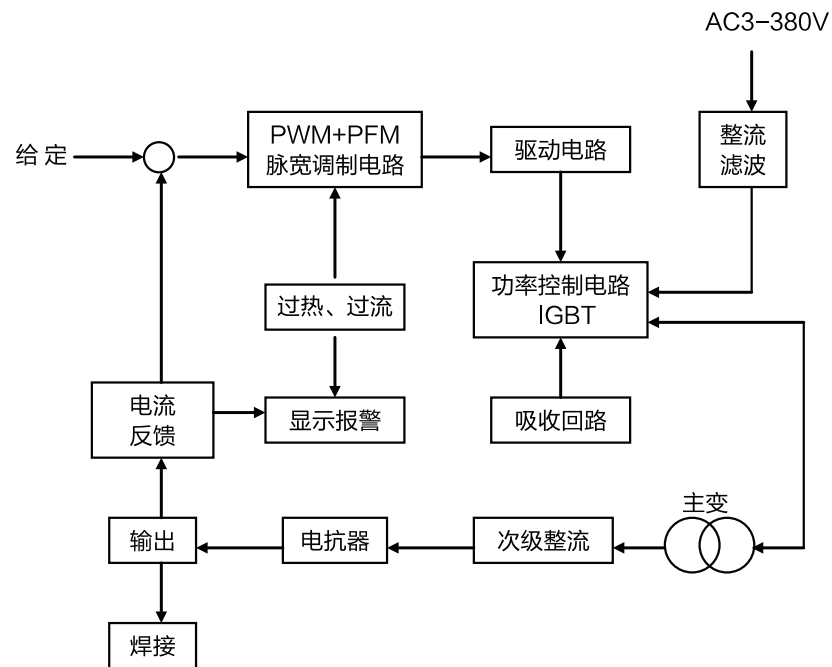 AC3-380V
给 定
PWM+PFM
脉宽调制电路
驱动电路
整流
滤波
功率控制电路
IGBT
过热、过流
电流
反馈
显示报警
吸收回路
主变
输出
电抗器
次级整流
焊接